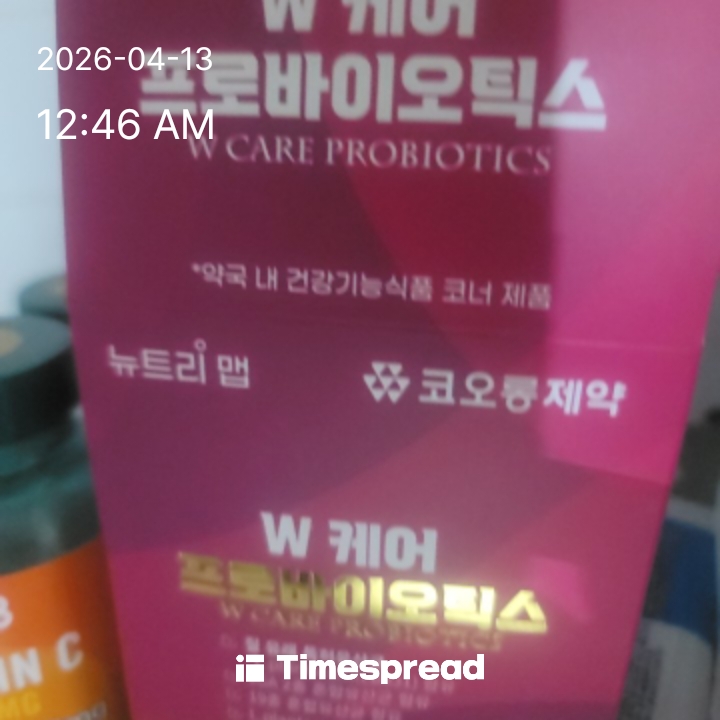 W 케어
2026-04-13
프로바이오틱스
12:46 AM
W CARE PROBIOTICS
*약국 내 건강기능식품 코너 제품
뉴트리 맵
코오롱제약
W 케어
프로바이오틱스
W CARE PROBIOTICS
IN C
Timespread